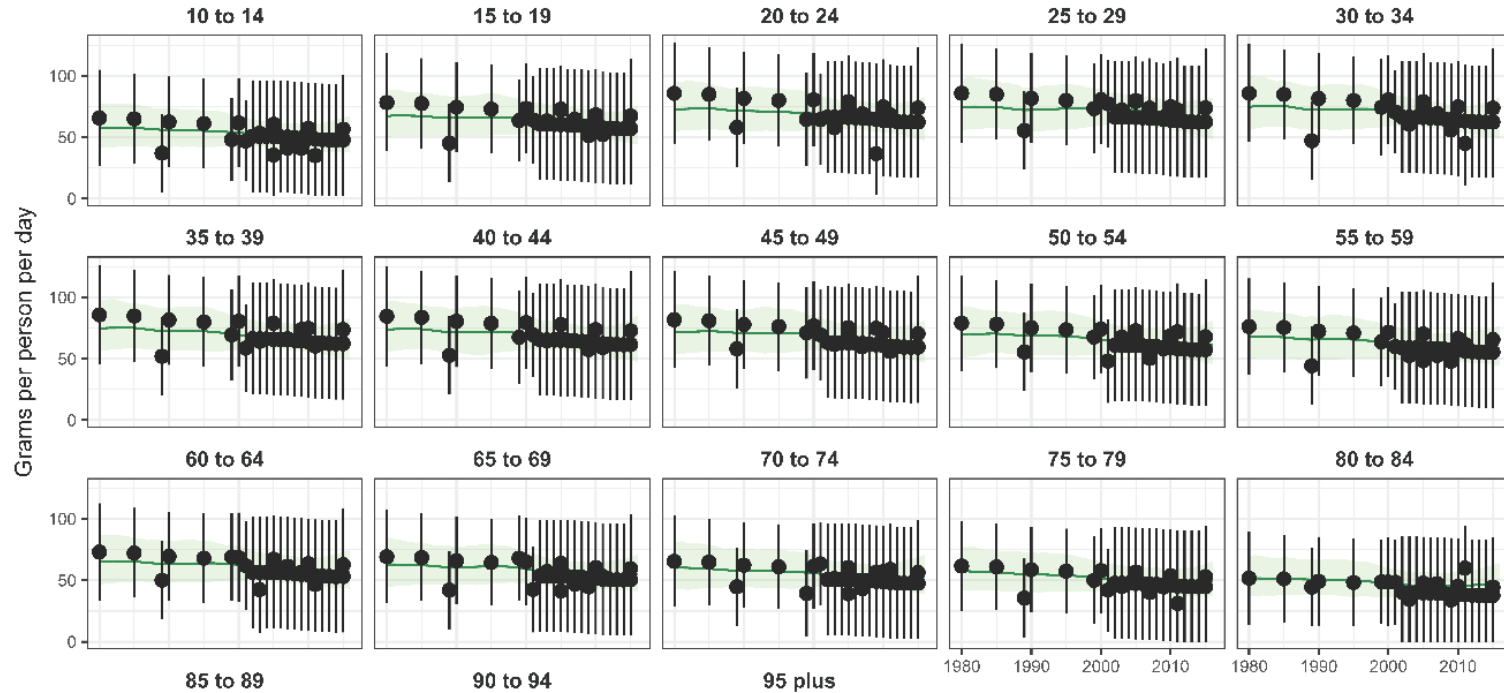 10 to 14 15 to 19 20 to 24 25 to 29 30 to 34
100
50
0
35 to 39 40 to 44 45 to 49 50 to 54 55 to 59
100
50
0
Grams per person per day
60 to 64 65 to 69 70 to 74 75 to 79 80 to 84
100
50
0
1980 1990 2000 2010 1980 1990 2000 2010
85 to 89 90 to 94 95 plus